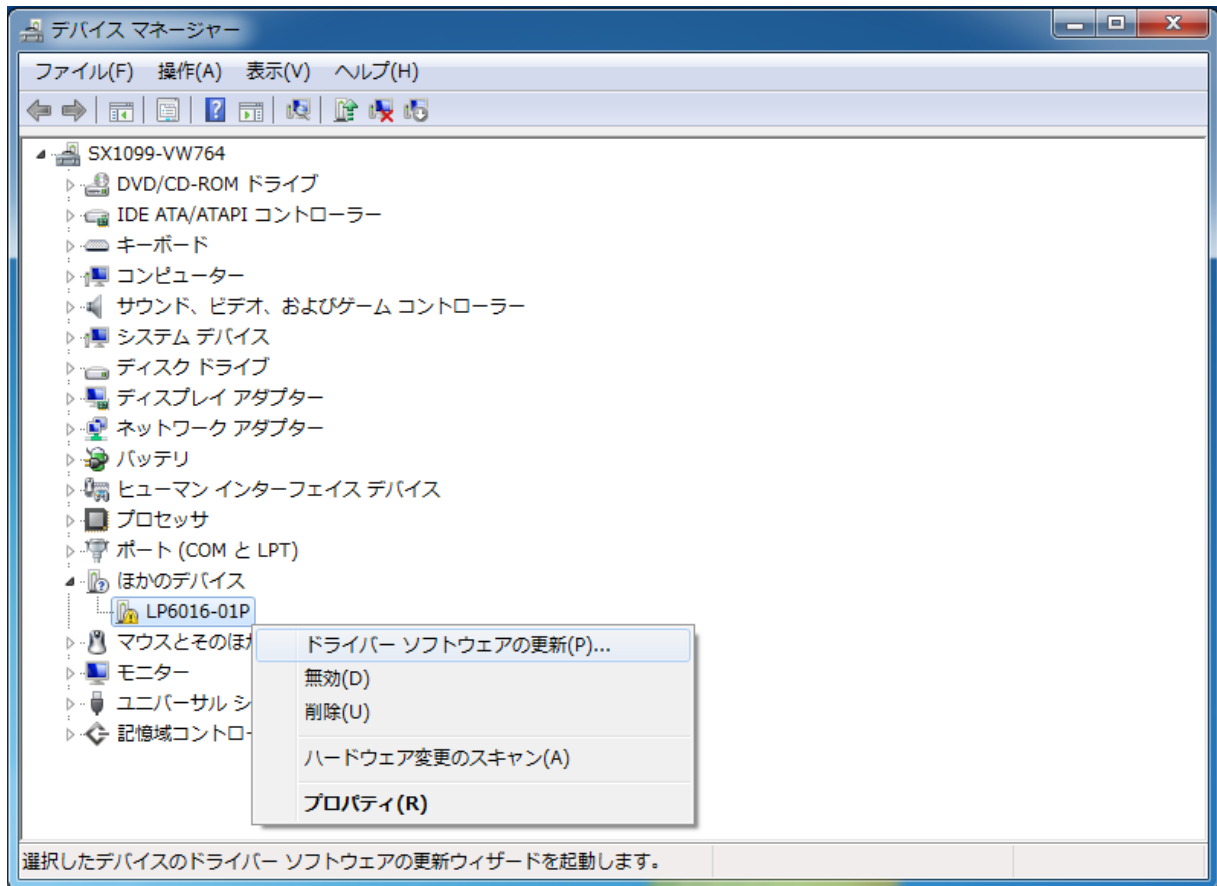 デバイス マネージャー
ファイル(F) 操作(A) 表示(V) ヘルプ(H)
SX1099-VW764
DVD/CD-ROM ドライブ
IDE ATA/ATAPI コントローラー
キーボード
コンピューター
サウンド、ビデオ、およびゲーム コントローラー
システム デバイス
ディスク ドライブ
ディスプレイ アダプター
ネットワーク アダプター
バッテリ
ヒューマン インターフェイス デバイス
プロセッサ
ポート (COM と LPT)
ほかのデバイス
LP6016-01P
マウスとそのほか
モニター
ユニバーサル シ
記憶域コントロー
ドライバー ソフトウェアの更新(P)...
無効(D)
削除(U)
ハードウェア変更のスキャン(A)
プロパティ(R)
選択したデバイスのドライバー ソフトウェアの更新ウィザードを起動します。